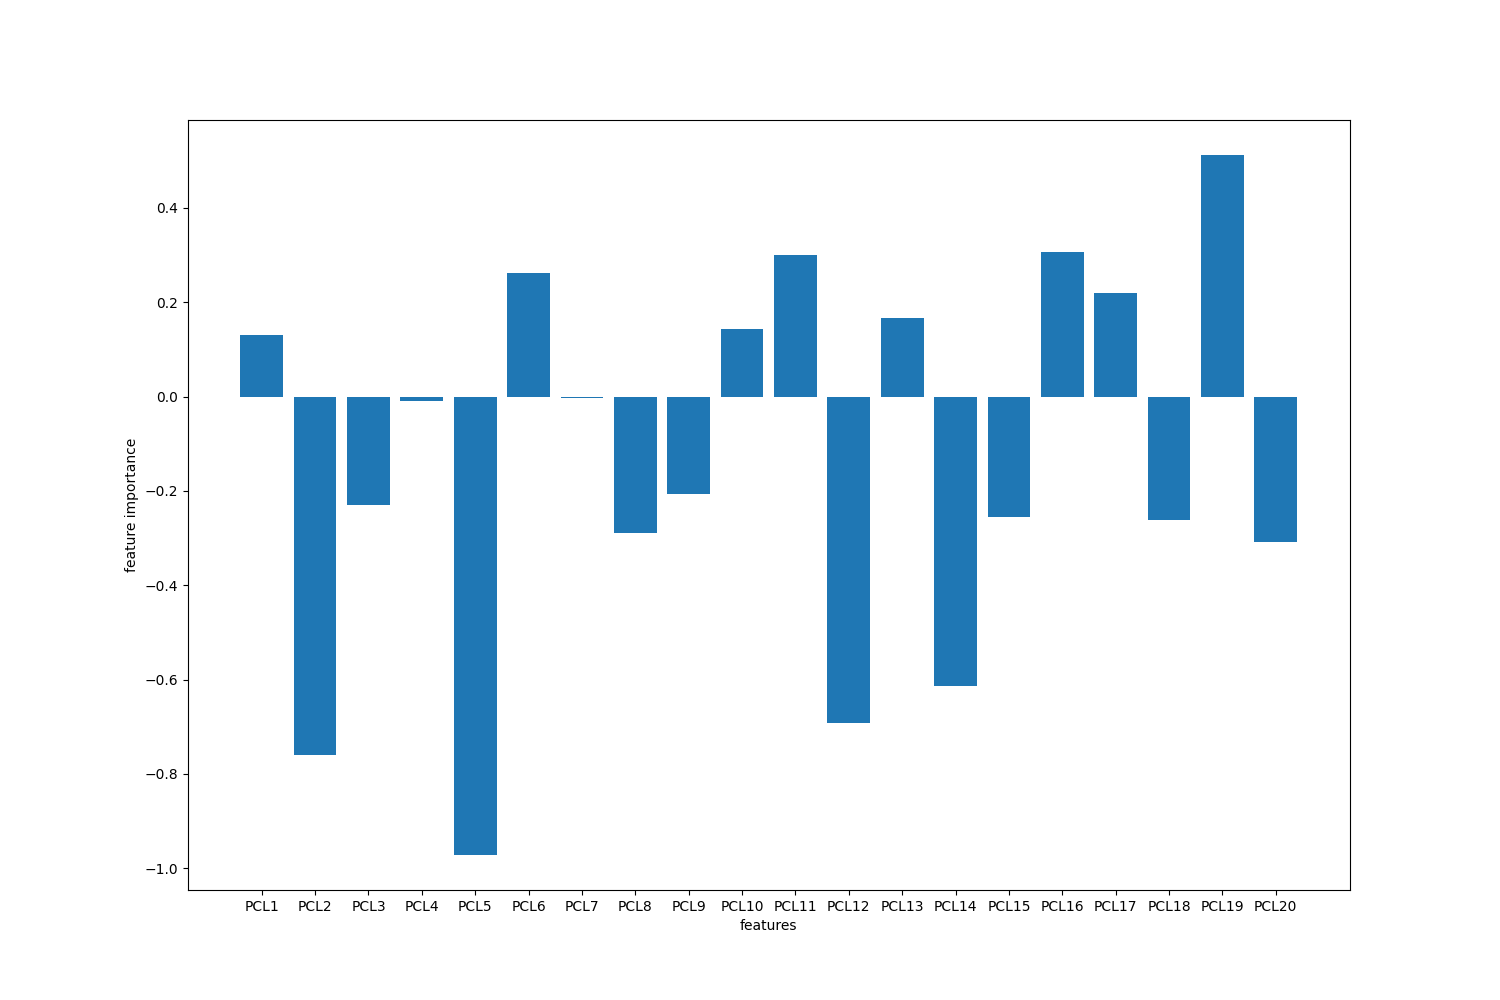 0.4
0.2
0.0
−0.2
−0.4
−0.6
−0.8
−1.0
feature importance
PCL1 PCL2 PCL3 PCL4 PCL5 PCL6 PCL7 PCL8 PCL9 PCL10 PCL11 PCL12 PCL13 PCL14 PCL15 PCL16 PCL17 PCL18 PCL19 PCL20
features